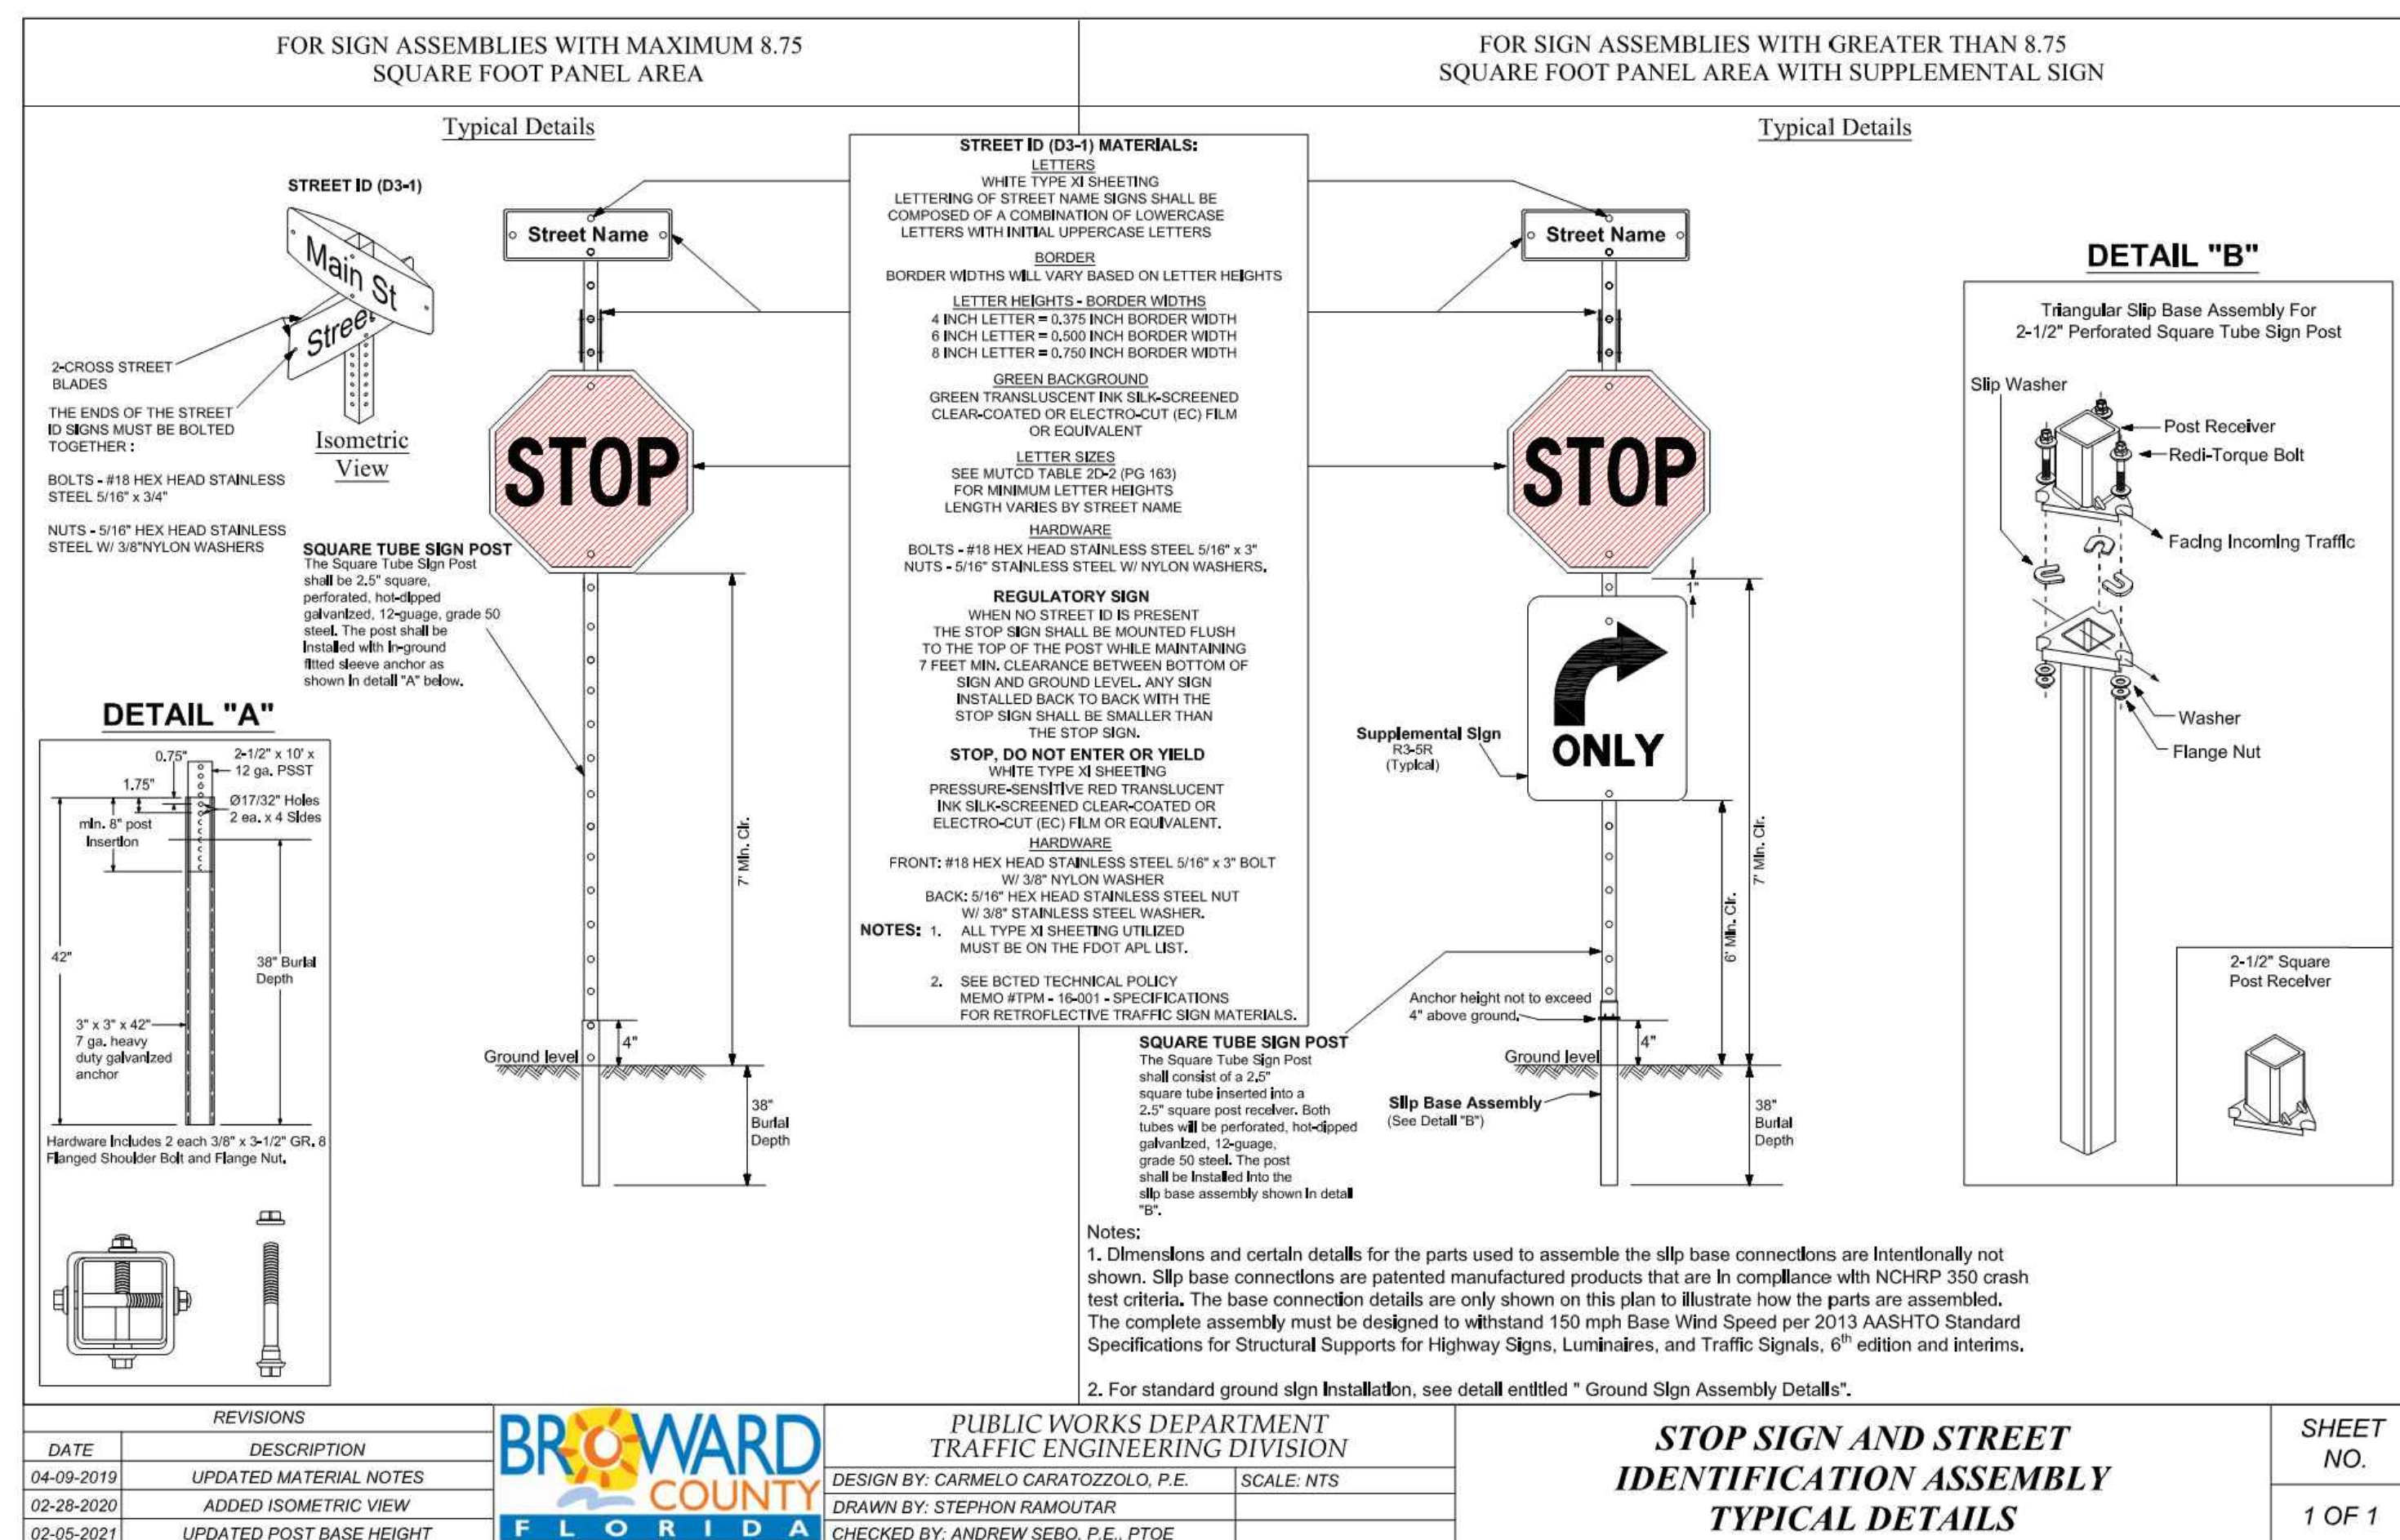 FOR SIGN ASSEMBLIES WITH MAXIMUM 8.75
SQUARE FOOT PANEL AREA
FOR SIGN ASSEMBLIES WITH GREATER THAN 8.75
SQUARE FOOT PANEL AREA WITH SUPPLEMENTAL SIGN
Typical Details
STREET ID (D3-1)
Main St
Street
2-CROSS STREET
BLADES
THE ENDS OF THE STREET
ID SIGNS MUST BE BOLTED
TOGETHER :
BOLTS - #18 HEX HEAD STAINLESS
STEEL 5/16" x 3/4"
NUTS - 5/16" HEX HEAD STAINLESS
STEEL W/ 3/8"NYLON WASHERS
Isometric
View
Street Name
STOP
SQUARE TUBE SIGN POST
The Square Tube Sign Post
shall be 2.5" square,
perforated, hot-dipped
galvanized, 12-guage, grade 50
steel. The post shall be
Installed with In-ground
fitted sleeve anchor as
shown in detail "A" below.
7' Min. Clr.
Ground level
4"
38"
Burial
Depth
DETAIL "A"
0.75"
2-1/2" x 10' x
12 ga. PSST
1.75"
Ø17/32" Holes
2 ea. x 4 Sides
min. 8" post
Insertion
42"
38" Burial
Depth
3" x 3" x 42"
7 ga. heavy
duty galvanized
anchor
Hardware Includes 2 each 3/8" x 3-1/2" GR. 8
Flanged Shoulder Bolt and Flange Nut.
STREET ID (D3-1) MATERIALS:
LETTERS
WHITE TYPE XI SHEETING
LETTERING OF STREET NAME SIGNS SHALL BE
COMPOSED OF A COMBINATION OF LOWERCASE
LETTERS WITH INITIAL UPPERCASE LETTERS
BORDER
BORDER WIDTHS WILL VARY BASED ON LETTER HEIGHTS
LETTER HEIGHTS - BORDER WIDTHS
4 INCH LETTER = 0.375 INCH BORDER WIDTH
6 INCH LETTER = 0.500 INCH BORDER WIDTH
8 INCH LETTER = 0.750 INCH BORDER WIDTH
GREEN BACKGROUND
GREEN TRANSLUSCENT INK SILK-SCREENED
CLEAR-COATED OR ELECTRO-CUT (EC) FILM
OR EQUIVALENT
LETTER SIZES
SEE MUTCD TABLE 2D-2 (PG 163)
FOR MINIMUM LETTER HEIGHTS
LENGTH VARIES BY STREET NAME
HARDWARE
BOLTS - #18 HEX HEAD STAINLESS STEEL 5/16" x 3"
NUTS - 5/16" STAINLESS STEEL W/ NYLON WASHERS.
REGULATORY SIGN
WHEN NO STREET ID IS PRESENT
THE STOP SIGN SHALL BE MOUNTED FLUSH
TO THE TOP OF THE POST WHILE MAINTAINING
7 FEET MIN. CLEARANCE BETWEEN BOTTOM OF
SIGN AND GROUND LEVEL. ANY SIGN
INSTALLED BACK TO BACK WITH THE
STOP SIGN SHALL BE SMALLER THAN
THE STOP SIGN.
STOP, DO NOT ENTER OR YIELD
WHITE TYPE XI SHEETING
PRESSURE-SENSITIVE RED TRANSLUCENT
INK SILK-SCREENED CLEAR-COATED OR
ELECTRO-CUT (EC) FILM OR EQUIVALENT.
HARDWARE
FRONT: #18 HEX HEAD STAINLESS STEEL 5/16" x 3" BOLT
W/ 3/8" NYLON WASHER
BACK: 5/16" HEX HEAD STAINLESS STEEL NUT
W/ 3/8" STAINLESS STEEL WASHER.
NOTES: 1. ALL TYPE XI SHEETING UTILIZED
MUST BE ON THE FDOT APL LIST.
2. SEE BCTED TECHNICAL POLICY
MEMO #TPM - 16-001 - SPECIFICATIONS
FOR RETROFLECTIVE TRAFFIC SIGN MATERIALS.
Typical Details
Street Name
STOP
1"
ONLY
Supplemental Sign
R3-5R
(Typical)
6' Min. Clr.
7' Min. Clr.
Anchor height not to exceed
4" above ground.
4"
Ground level
Slip Base Assembly
(See Detail "B")
38"
Burial
Depth
SQUARE TUBE SIGN POST
The Square Tube Sign Post
shall consist of a 2.5"
square tube inserted into a
2.5" square post receiver. Both
tubes will be perforated, hot-dipped
galvanized, 12-guage,
grade 50 steel. The post
shall be Installed Into the
slip base assembly shown In detail
"B".
DETAIL "B"
Triangular Slip Base Assembly For
2-1/2" Perforated Square Tube Sign Post
Slip Washer
Post Receiver
Redi-Torque Bolt
Facing Incoming Traffic
Washer
Flange Nut
2-1/2" Square
Post Receiver
Notes:
1. Dimensions and certain details for the parts used to assemble the slip base connections are Intentionally not
shown. Slip base connections are patented manufactured products that are in compliance with NCHRP 350 crash
test criteria. The base connection details are only shown on this plan to illustrate how the parts are assembled.
The complete assembly must be designed to withstand 150 mph Base Wind Speed per 2013 AASHTO Standard
Specifications for Structural Supports for Highway Signs, Luminaires, and Traffic Signals, 6th edition and interims.
2. For standard ground sign Installation, see detail entitled " Ground Sign Assembly Details".
REVISIONS
DATE DESCRIPTION
04-09-2019 UPDATED MATERIAL NOTES
02-28-2020 ADDED ISOMETRIC VIEW
02-05-2021 UPDATED POST BASE HEIGHT
BROWARD
COUNTY
FLORIDA
PUBLIC WORKS DEPARTMENT
TRAFFIC ENGINEERING DIVISION
DESIGN BY: CARMELO CARATOZZOLO, P.E. SCALE: NTS
DRAWN BY: STEPHON RAMOUTAR
CHECKED BY: ANDREW SEBO, P.E., PTOE
STOP SIGN AND STREET
IDENTIFICATION ASSEMBLY
TYPICAL DETAILS
SHEET
NO.
1 OF 1